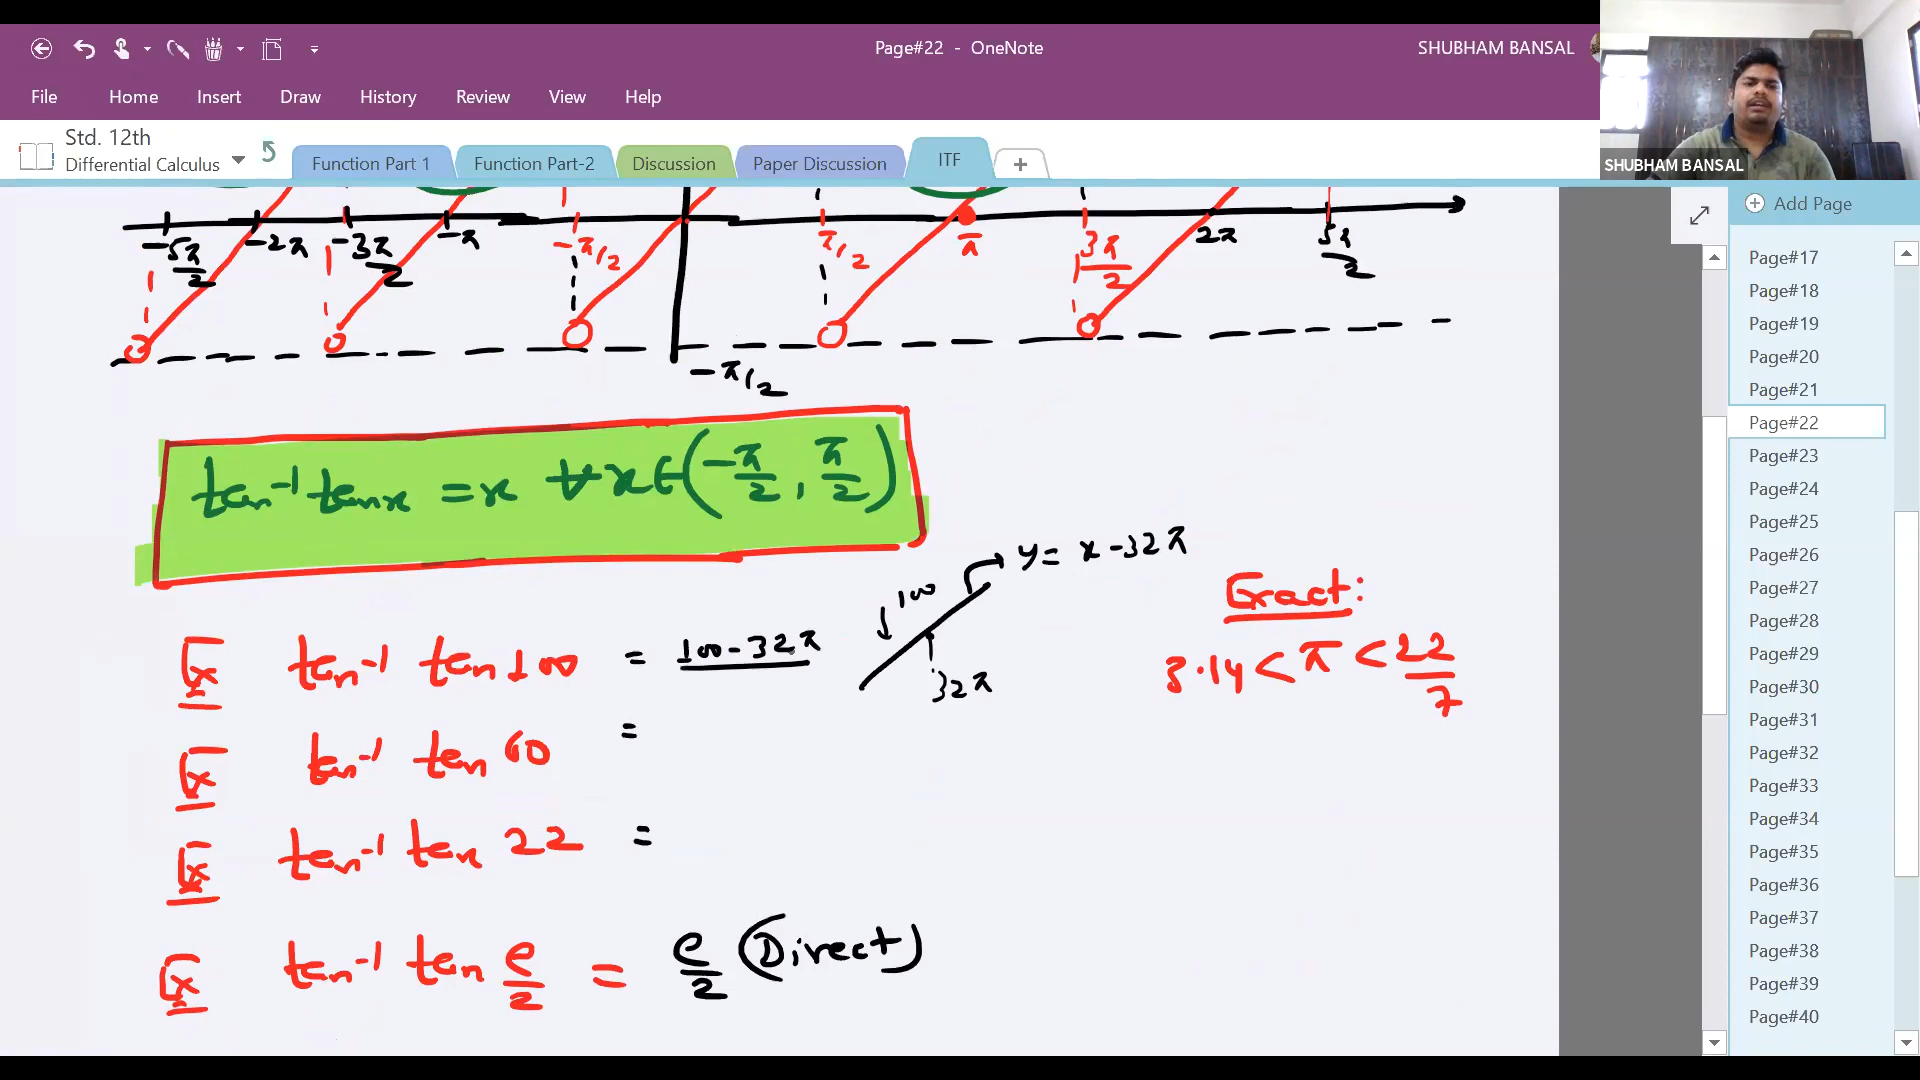 Page#22 - OneNote
SHUBHAM BANSAL
File Home Insert Draw History Review View Help
Std. 12th
Differential Calculus
Function Part 1
Function Part-2
Discussion
Paper Discussion
ITF
SHUBHAM BANSAL
Add Page
-5π/2 -2π -3π/2 -π -π/2 π/2 π 3π/2 2π 5π/2
-π/2
tan⁻¹ tan x = x ∀ x ∈ (-π/2, π/2)
y = x - 32π
100
32π
Exact:
3.14 < π < 22/7
Ex tan⁻¹ tan 100 = 100 - 32π
Ex tan⁻¹ tan 60 =
Ex tan⁻¹ tan 22 =
Ex tan⁻¹ tan e/2 = e/2 (Direct)
Page#17
Page#18
Page#19
Page#20
Page#21
Page#22
Page#23
Page#24
Page#25
Page#26
Page#27
Page#28
Page#29
Page#30
Page#31
Page#32
Page#33
Page#34
Page#35
Page#36
Page#37
Page#38
Page#39
Page#40